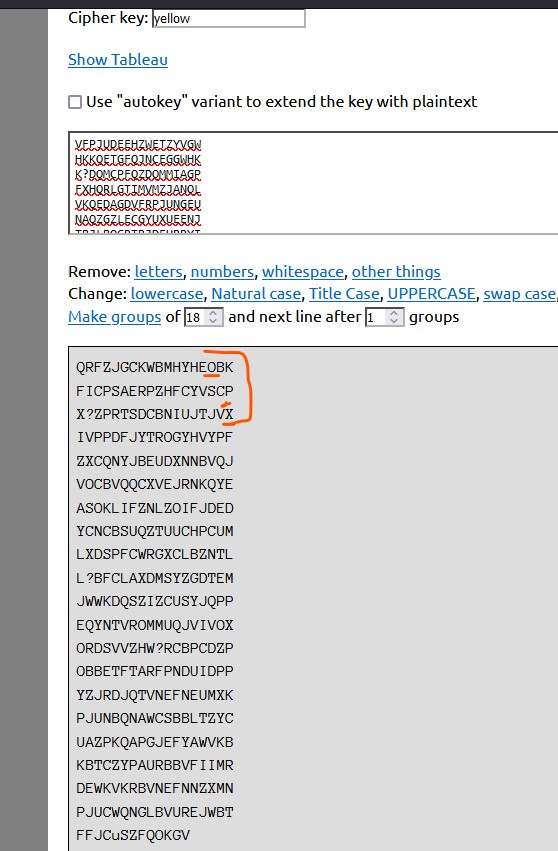 Cipher key: yellow
Show Tableau
Use "autokey" variant to extend the key with plaintext
VFPJUDEEHZWETZYVGW
HKKQETGFQJNCEGGWHK
K?DQMCPFQZDQMMIAGP
FXHQRLGTIMVMZJANQL
VKQEDAGDVFRPJUNGEU
NAQZGZLECGYUXUEENJ
Remove: letters, numbers, whitespace, other things
Change: lowercase, Natural case, Title Case, UPPERCASE, swap case,
Make groups of 18 and next line after 1 groups
QRFZJGCKWBMHYHEOBK
FICPSAERPZHFCYVSCP
X?ZPRTSDCBNIUJTJVX
IVPPDFJYTROGYHVYPF
ZXCQNYJBEUDXNNBVQJ
VOCBVQQCXVEJRNKQYE
ASOKLIFZNLZOIFJDED
YCNCBSUQZTUUCHPCUM
LXDSPFCWRGXCLBZNTL
L?BFCLAXDMSYZGDTEM
JWWKDQSZIZCUSYJQPP
EQYNTVROMMUQJVIVOX
ORDSVVZHW?RCBPCDZP
OBBETFTARFPNDUIDPP
YZJRDJQTVNEFNEUMXK
PJUNBQNAWCSBBLTZYC
UAZPKQAPGJEFYAWVKB
KBTCZYPAURBBVFIIMR
DEWKVKRBVNEFNNZXMN
PJUCWQNGLBVUREJWBT
FFJCuSZFQOKGV